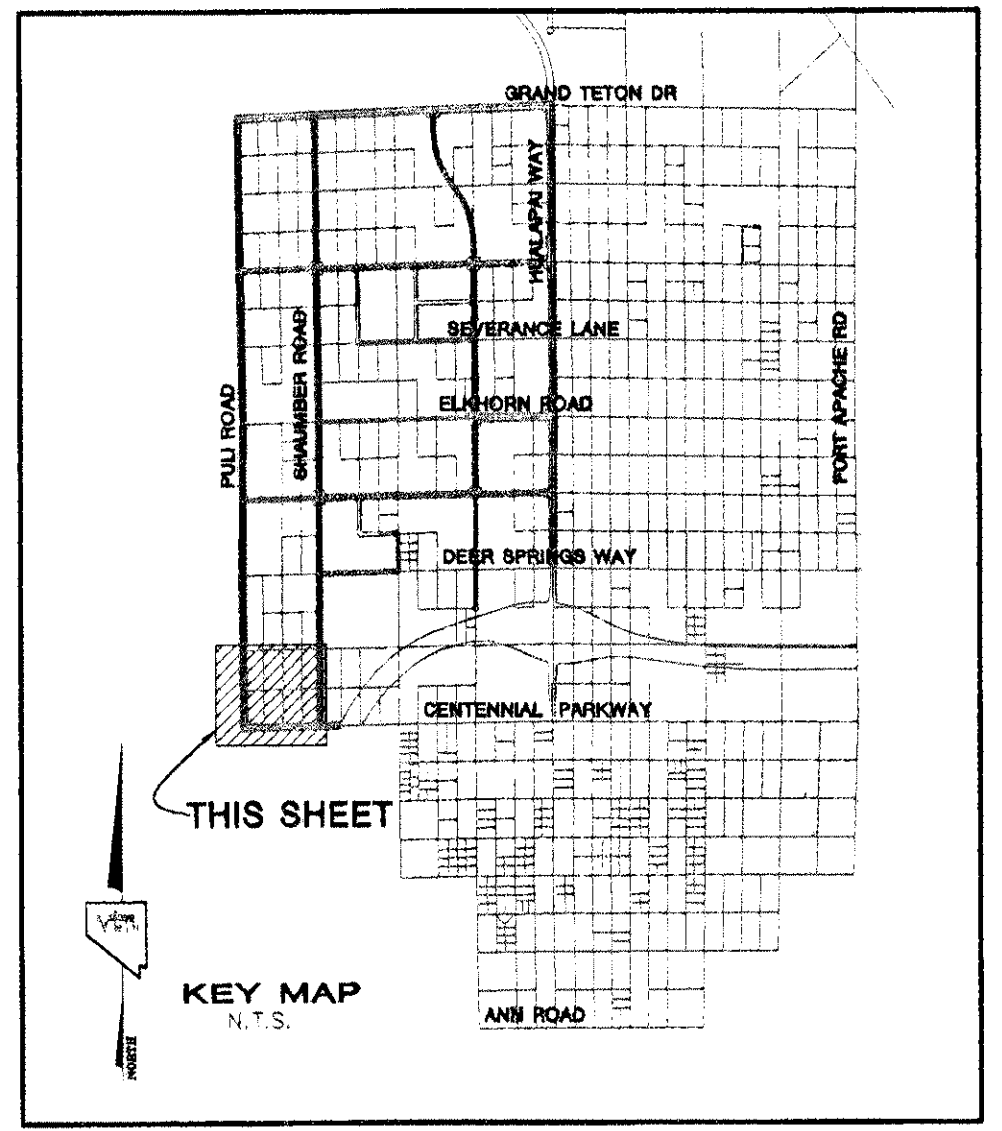 GRAND TETON DR
HUALAPAI WAY
SEVERANCE LANE
SHAUMBER ROAD
PULI ROAD
ELKHORN ROAD
FORT APACHE RD
DEER SPRINGS WAY
CENTENNIAL PARKWAY
THIS SHEET
KEY MAP
N.T.S.
ANN ROAD
NORTH